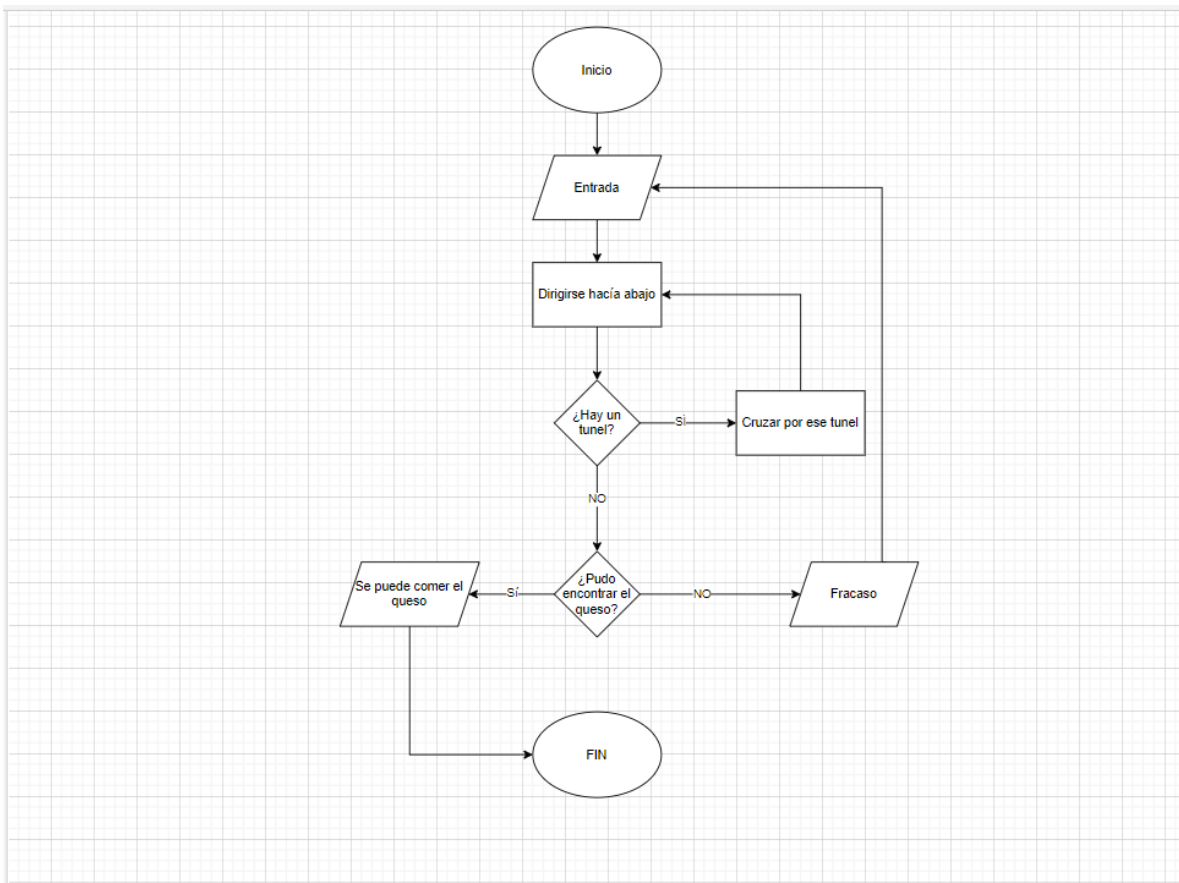 Inicio
Entrada
Dirigirse hacía abajo
¿Hay un
tunel?
Si
Cruzar por ese tunel
NO
Se puede comer el
queso
Sí
¿Pudo
encontrar el
queso?
NO
Fracaso
FIN